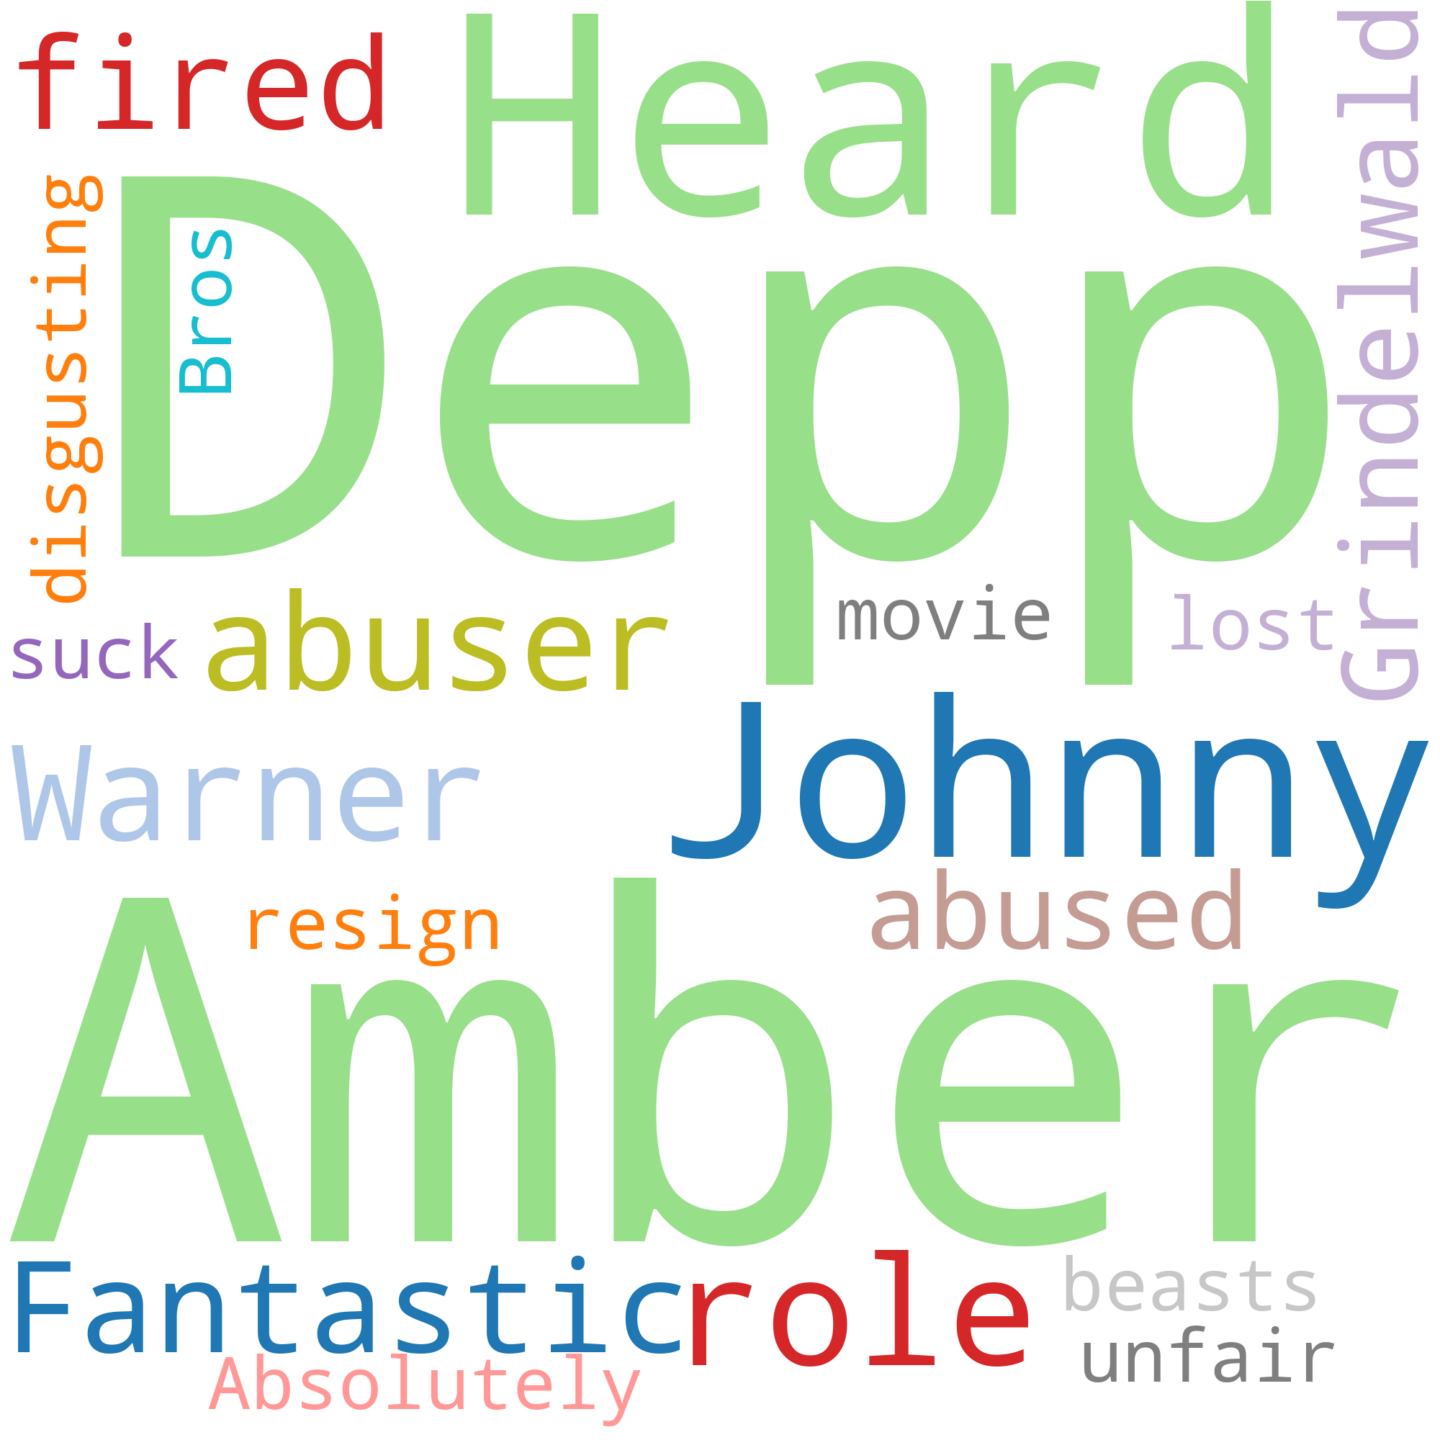 fired
Heard
Grindelwald
disgusting
Bros
Depp
movie
lost
suck
abuser
Johnny
Warner
abused
resign
Amber
Fantastic
role
beasts
unfair
Absolutely